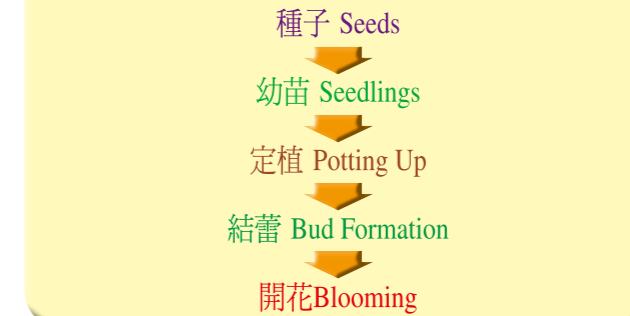 種子 Seeds
幼苗 Seedlings
定植 Potting Up
結蕾 Bud Formation
開花Blooming